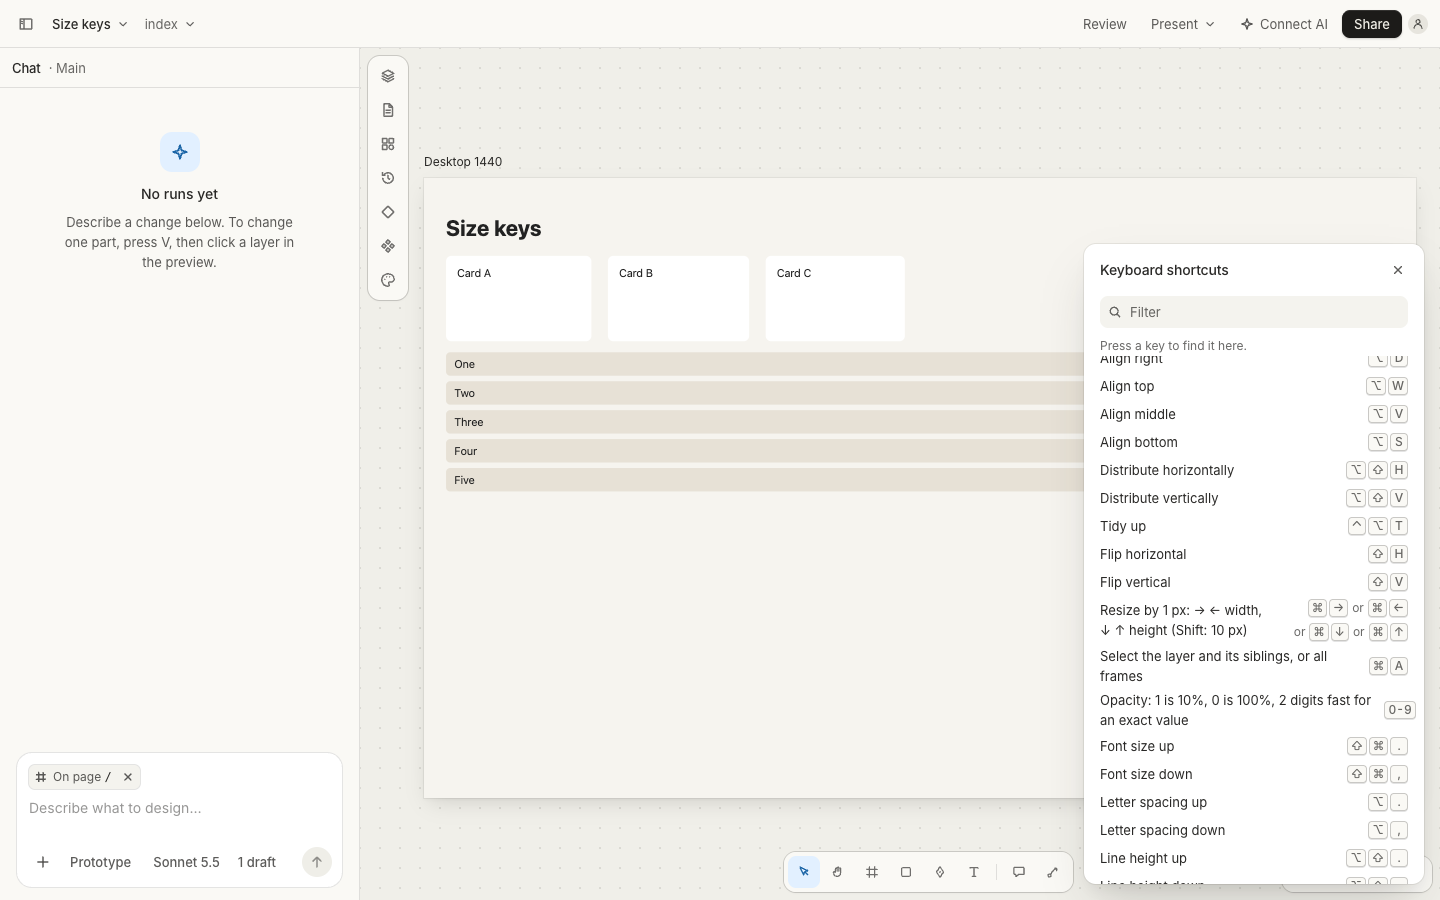 Size keys
index
Review
Present
Connect AI
Share
Chat · Main
No runs yet
Describe a change below. To change
one part, press V, then click a layer in
the preview.
Desktop 1440
Size keys
Card A
Card B
Card C
One
Two
Three
Four
Five
Keyboard shortcuts
Filter
Press a key to find it here.
Align right ⌥ D
Align top ⌥ W
Align middle ⌥ V
Align bottom ⌥ S
Distribute horizontally ⌥ ⇧ H
Distribute vertically ⌥ ⇧ V
Tidy up ^ ⌥ T
Flip horizontal ⇧ H
Flip vertical ⇧ V
Resize by 1 px: → ← width, ⌘ → or ⌘ ←
↓ ↑ height (Shift: 10 px) or ⌘ ↓ or ⌘ ↑
Select the layer and its siblings, or all
frames ⌘ A
Opacity: 1 is 10%, 0 is 100%, 2 digits fast for
an exact value 0-9
Font size up ⇧ ⌘ .
Font size down ⇧ ⌘ ,
Letter spacing up ⌥ .
Letter spacing down ⌥ ,
Line height up ⌥ ⇧ .
Line height down
On page /
Describe what to design...
Prototype
Sonnet 5.5
1 draft